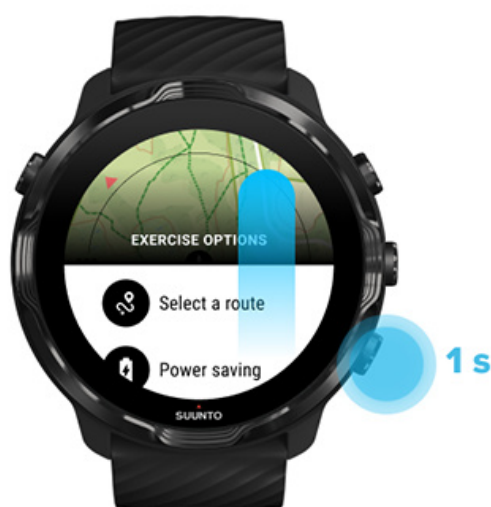 EXERCISE OPTIONS
Select a route
Power saving
1 s
SUUNTO